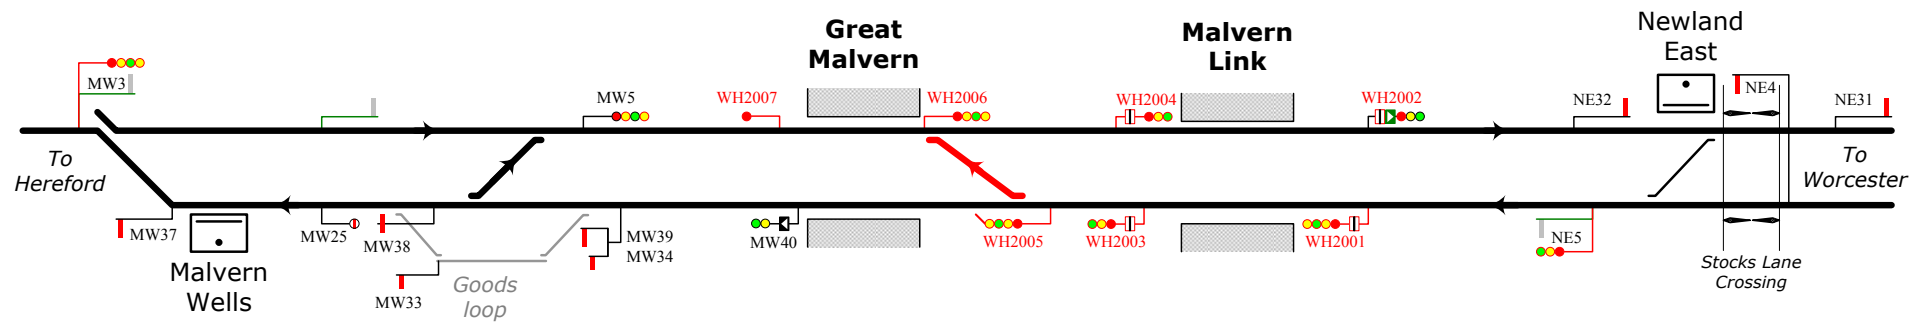 Great
Malvern
Malvern
Link
Newland
East
MW3
MW5
WH2007
WH2006
WH2004
WH2002
NE32
NE4
NE31
To
Hereford
To
Worcester
MW37
MW25
MW38
MW39
MW34
MW40
WH2005
WH2003
WH2001
NE5
Malvern
Wells
MW33
Goods
loop
Stocks Lane
Crossing